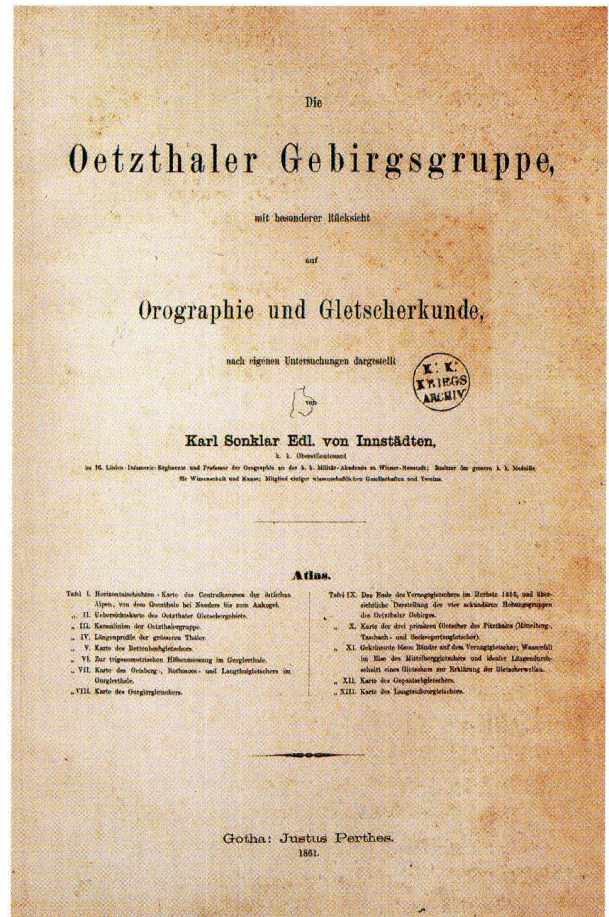 Die
Oetzthaler Gebirgsgruppe,
mit besonderer Rücksicht
auf
Orographie und Gletscherkunde,
nach eigenen Untersuchungen dargestellt
K. K.
KRIEGS
ARCHIV
von
Karl Sonklar Edl. von Innstädten,
k. k. Oberstlieutenant
im 16. Linien-Infanterie-Regimente und Professor der Geographie an der k. k. Militär-Akademie zu Wiener-Neustadt; Besitzer der grossen k. k. Medaille
für Wissenschaft und Kunst; Mitglied einiger wissenschaftlichen Gesellschaften und Vereine.
Atlas.
Tafel I. Horizontalschichten-Karte des Centralkammes der östlichen
Alpen, von dem Querthale bei Nauders bis zum Ankogel.
„ II. Uebersichtskarte des Oetzthaler Gletschergebiets.
„ III. Kammlinien der Oetzthalergruppe.
„ IV. Längenprofile der grösseren Thäler.
„ V. Karte des Rettenbachgletschers.
„ VI. Zur trigonometrischen Höhenmessung im Gurglerthale.
„ VII. Karte des Gaisberg-, Rothmoos- und Langthalgletschers im
Gurglerthale.
„ VIII. Karte des Gurglergletschers.
Tafel IX. Das Ende des Vernagtgletschers im Herbste 1856, und über-
sichtliche Darstellung der vier sekundären Hebungsgruppen
des Oetzthaler Gebirges.
„ X. Karte der drei primären Gletscher des Pitzthales (Mittelberg-,
Taschach- und Sechsegertengletscher).
„ XI. Gekrümmte blaue Bänder auf dem Vernagtgletscher; Wasserfall
im Eise des Mittelberggletschers und idealer Längendurch-
schnitt eines Gletschers zur Erklärung der Gletscherwellen.
„ XII. Karte des Gepaatschgletschers.
„ XIII. Karte des Langtauferergletschers.
Gotha: Justus Perthes.
1861.